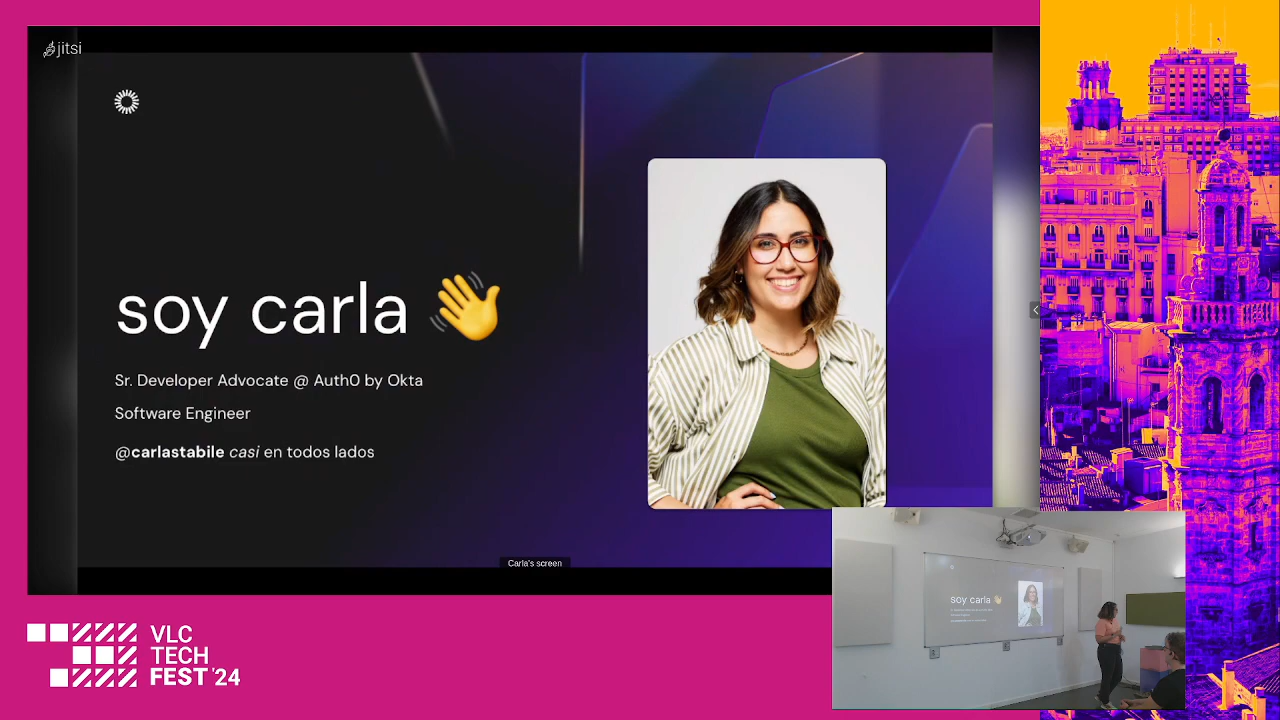 jitsi
soy carla 👋
Sr. Developer Advocate @ Auth0 by Okta
Software Engineer
@carlastabile casi en todos lados
Carla's screen
soy carla 👋
VLC
TECH
FEST'24